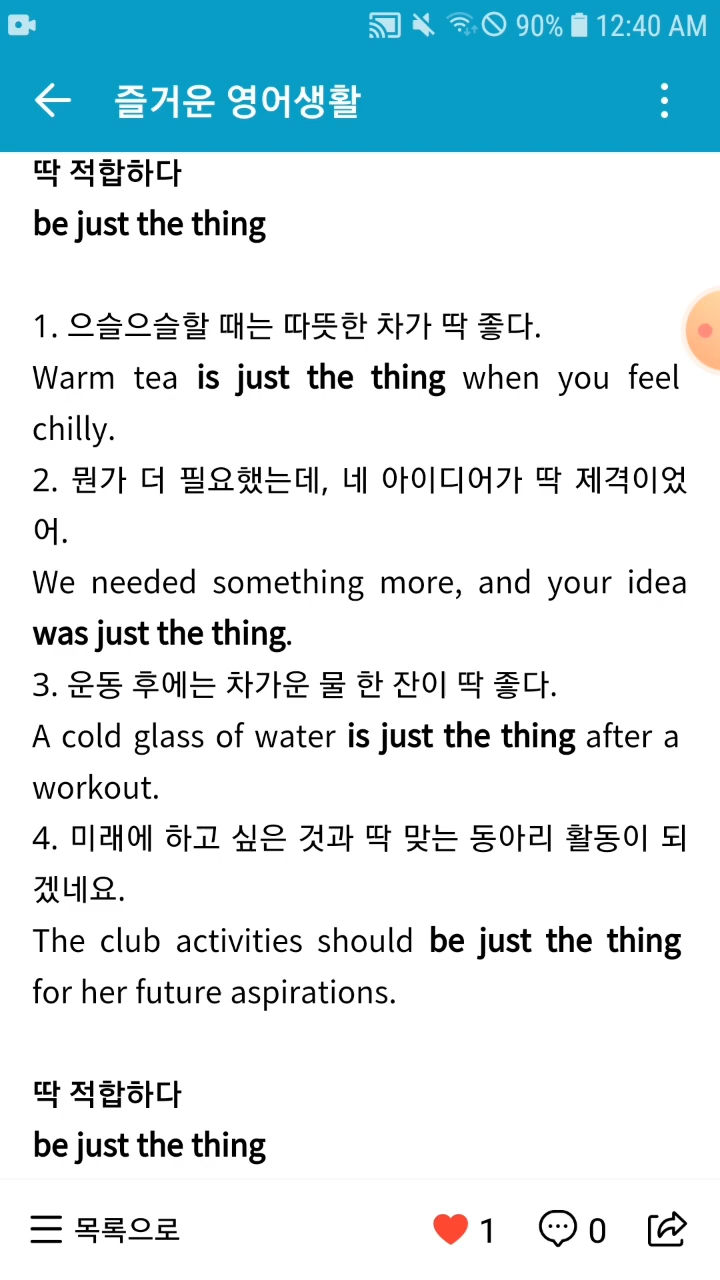 90% 12:40 AM
즐거운 영어생활
딱 적합하다
be just the thing
1. 으슬으슬할 때는 따뜻한 차가 딱 좋다.
Warm tea is just the thing when you feel
chilly.
2. 뭔가 더 필요했는데, 네 아이디어가 딱 제격이었
어.
We needed something more, and your idea
was just the thing.
3. 운동 후에는 차가운 물 한 잔이 딱 좋다.
A cold glass of water is just the thing after a
workout.
4. 미래에 하고 싶은 것과 딱 맞는 동아리 활동이 되
겠네요.
The club activities should be just the thing
for her future aspirations.
딱 적합하다
be just the thing
목록으로 1 0